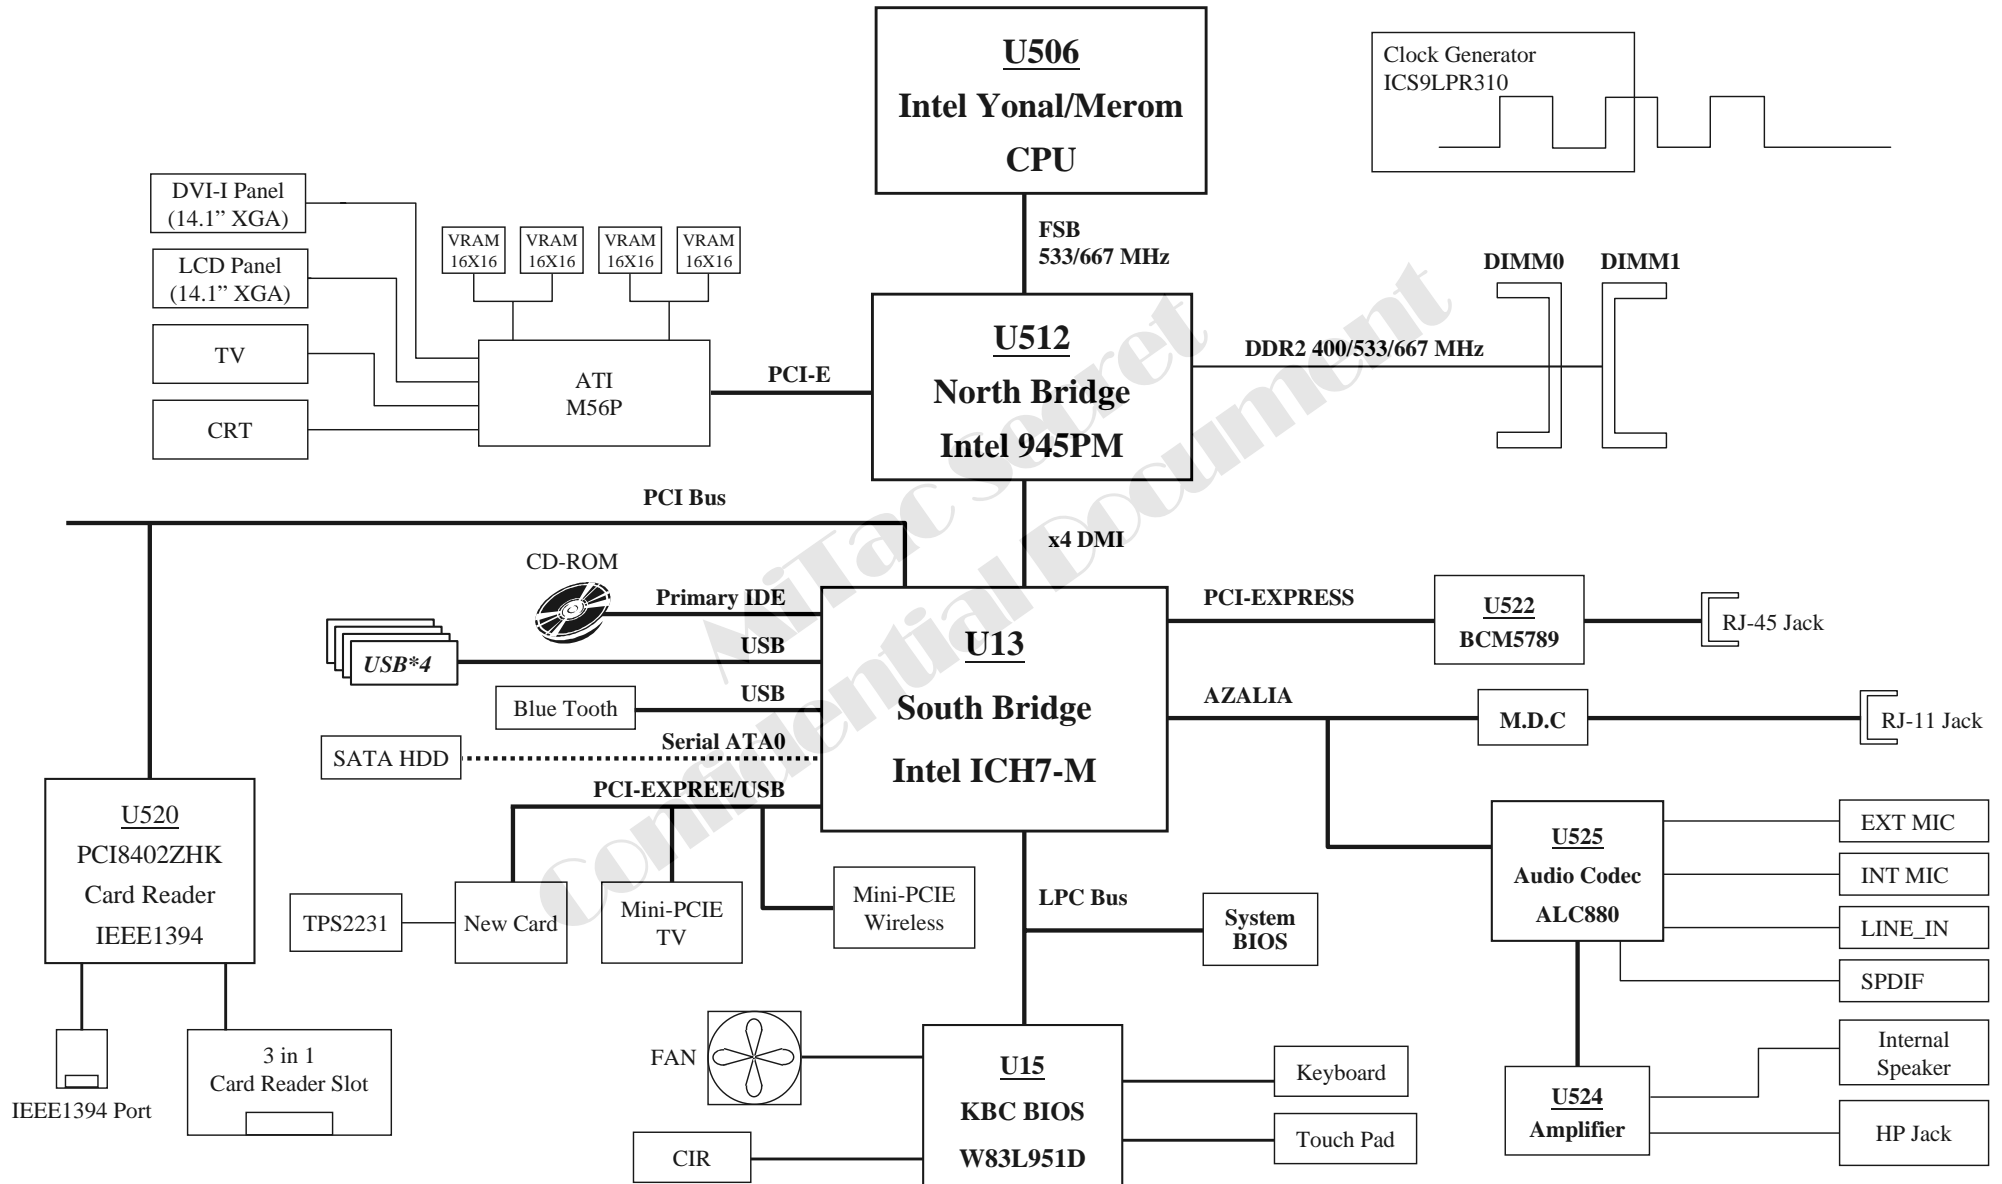 U506
Intel Yonal/Merom
CPU
Clock Generator
ICS9LPR310
DVI-I Panel
(14.1” XGA)
LCD Panel
(14.1” XGA)
TV
CRT
VRAM
16X16
VRAM
16X16
VRAM
16X16
VRAM
16X16
ATI
M56P
PCI-E
FSB
533/667 MHz
U512
North Bridge
Intel 945PM
DDR2 400/533/667 MHz
DIMM0
DIMM1
PCI Bus
x4 DMI
CD-ROM
Primary IDE
USB*4
USB
Blue Tooth
USB
SATA HDD
Serial ATA0
PCI-EXPREE/USB
U13
South Bridge
Intel ICH7-M
PCI-EXPRESS
U522
BCM5789
RJ-45 Jack
AZALIA
M.D.C
RJ-11 Jack
U520
PCI8402ZHK
Card Reader
IEEE1394
TPS2231
New Card
Mini-PCIE
TV
Mini-PCIE
Wireless
LPC Bus
System
BIOS
U525
Audio Codec
ALC880
EXT MIC
INT MIC
LINE_IN
SPDIF
IEEE1394 Port
3 in 1
Card Reader Slot
FAN
CIR
U15
KBC BIOS
W83L951D
Keyboard
Touch Pad
U524
Amplifier
Internal
Speaker
HP Jack
MiTac Secret
Confidential Document